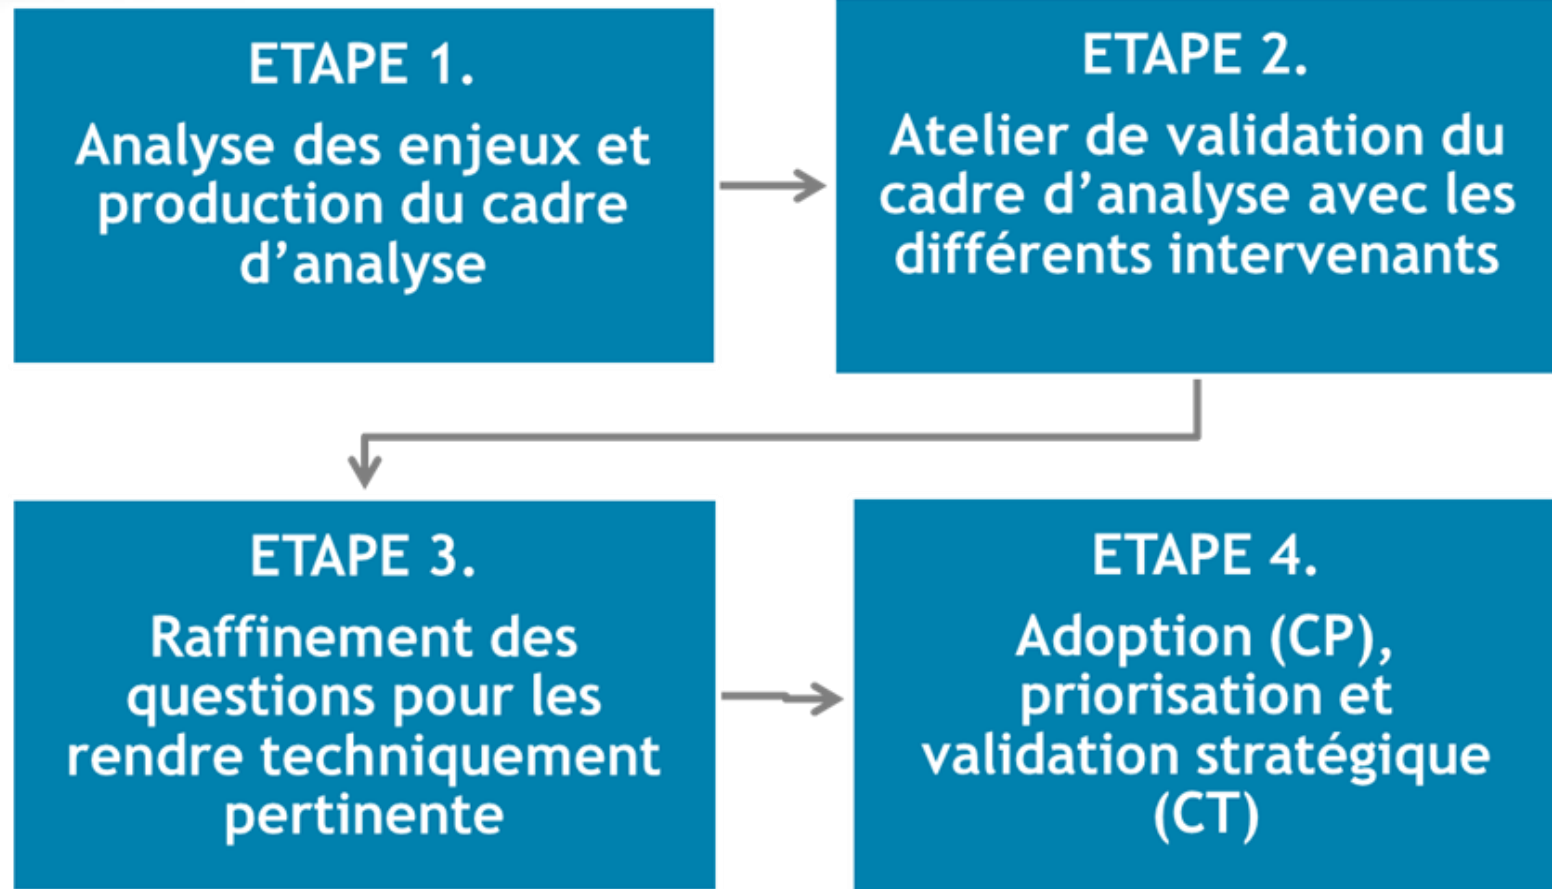 ETAPE 1.
Analyse des enjeux et
production du cadre
d’analyse
ETAPE 2.
Atelier de validation du
cadre d’analyse avec les
différents intervenants
ETAPE 3.
Raffinement des
questions pour les
rendre techniquement
pertinente
ETAPE 4.
Adoption (CP),
priorisation et
validation stratégique
(CT)